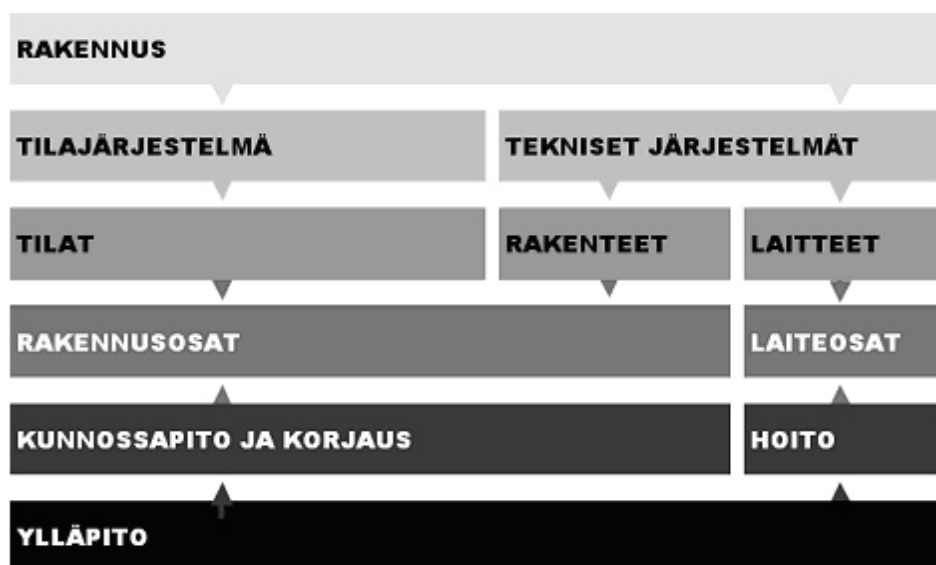 RAKENNUS
TILAJÄRJESTELMÄ
TEKNISET JÄRJESTELMÄT
TILAT
RAKENTEET
LAITTEET
RAKENNUSOSAT
LAITEOSAT
KUNNOSSAPITO JA KORJAUS
HOITO
YLLÄPITO